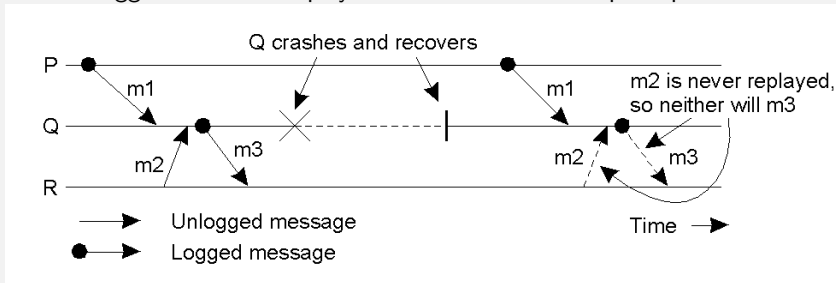 Q crashes and recovers
P
m1
m1
m2 is never replayed,
so neither will m3
Q
m2
m3
m2
m3
R
Unlogged message
Time
Logged message